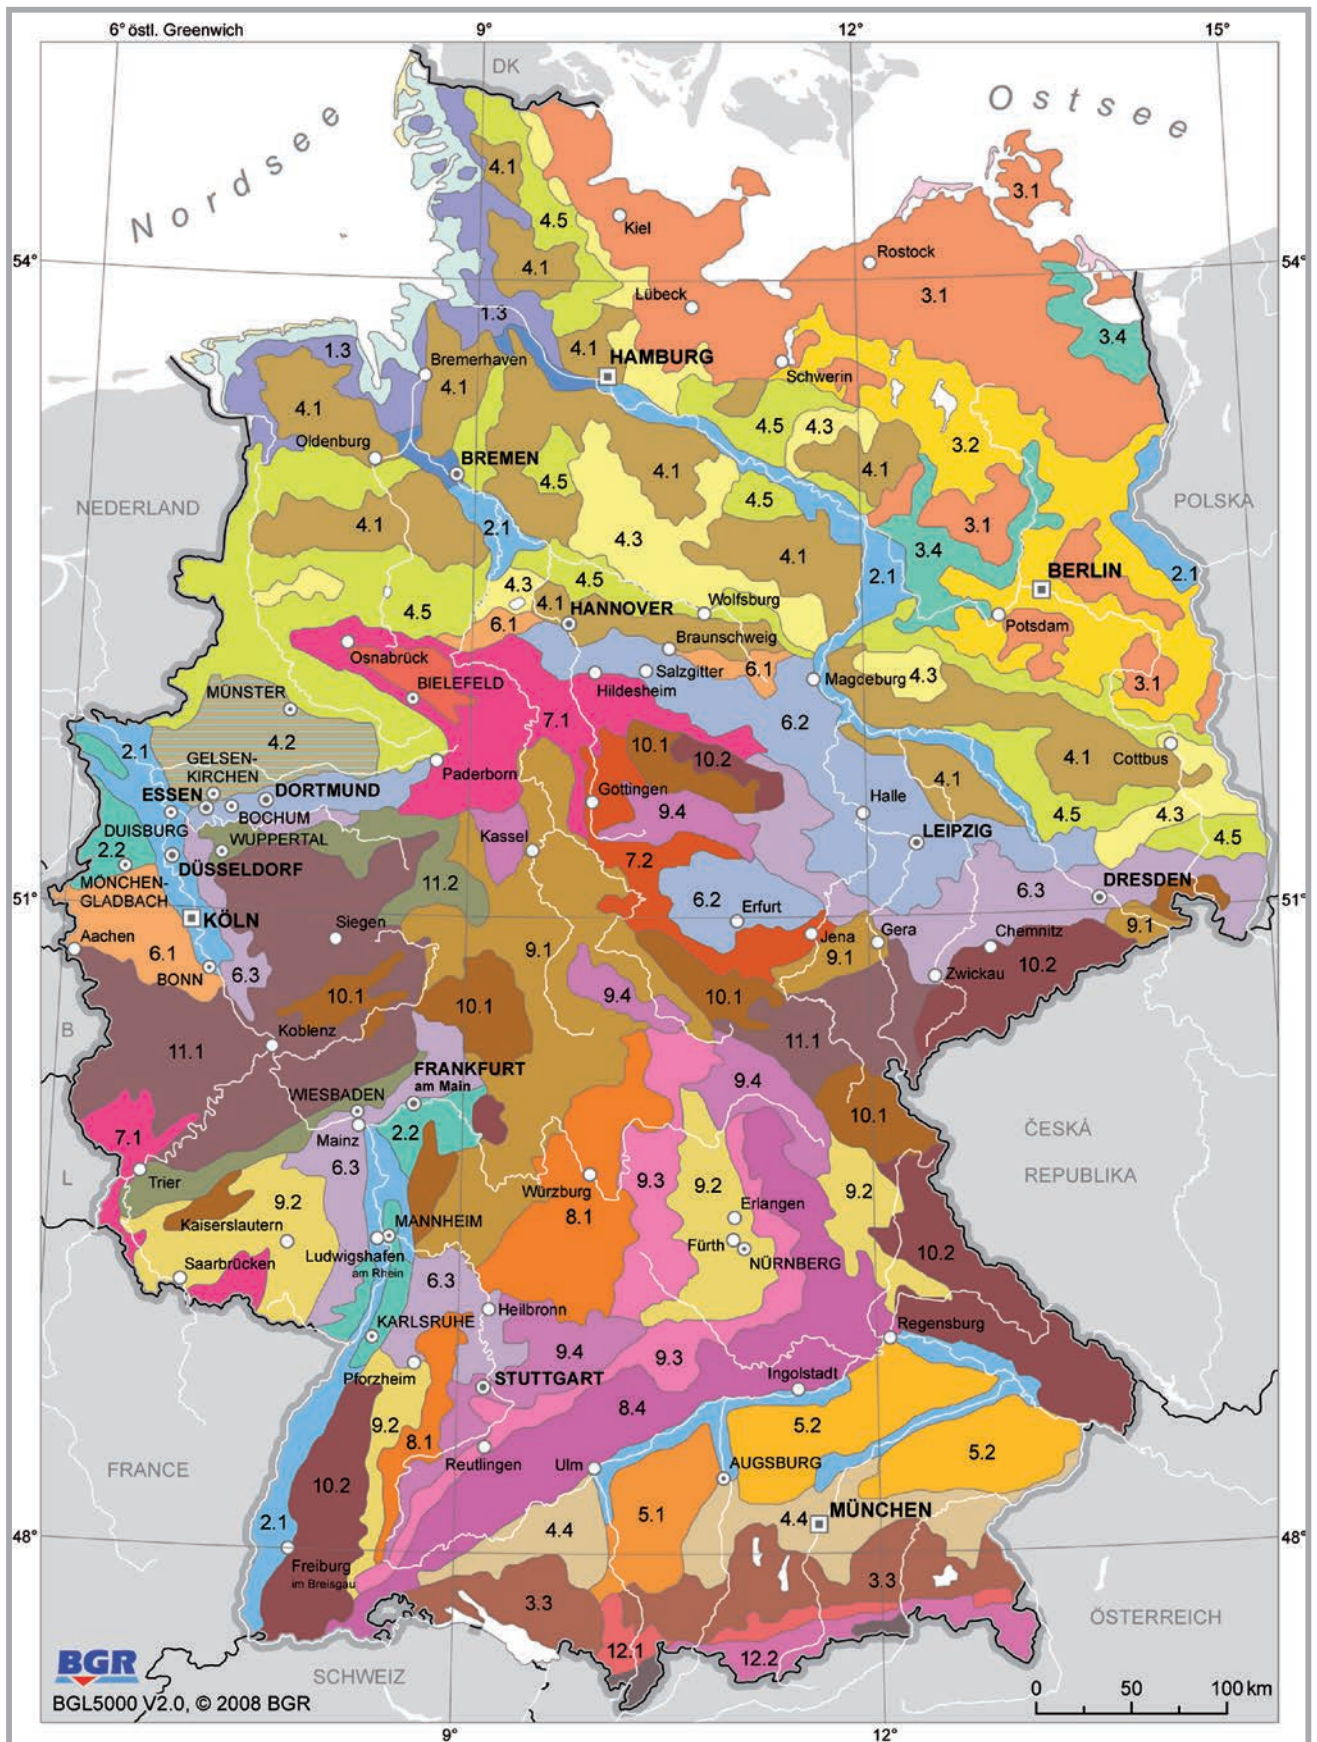 6° östl. Greenwich
9°
12°
15°
DK
Nordsee
Ostsee
4.1
3.1
4.5
Kiel
54°
Rostock
54°
4.1
Lübeck
3.1
1.3
3.4
1.3
4.1
HAMBURG
Bremerhaven
Schwerin
4.1
4.1
4.5
4.3
Oldenburg
3.2
BREMEN
4.1
4.1
4.5
4.5
NEDERLAND
POLSKA
4.1
2.1
3.1
4.3
3.4
4.1
2.1
BERLIN
2.1
4.3
4.5
4.5
4.1
HANNOVER
Wolfsburg
6.1
Braunschweig
Potsdam
Osnabrück
Salzgitter
6.1
BIELEFELD
Hildesheim
Magdeburg
4.3
3.1
MÜNSTER
7.1
6.2
4.2
2.1
10.1
10.2
4.1
Cottbus
GELSEN-
KIRCHEN
Paderborn
4.1
ESSEN
DORTMUND
Göttingen
Halle
BOCHUM
9.4
4.5
4.3
DUISBURG
WUPPERTAL
Kassel
LEIPZIG
4.5
2.2
DÜSSELDORF
7.2
MÖNCHEN-
GLADBACH
11.2
6.3
DRESDEN
51°
51°
KÖLN
6.2
Erfurt
Siegen
9.1
Aachen
Jena
Gera
Chemnitz
6.1
9.1
9.1
BONN
6.3
Zwickau
10.2
10.1
9.4
10.1
10.1
B
Koblenz
11.1
11.1
FRANKFURT
am Main
9.4
WIESBADEN
10.1
7.1
Mainz
2.2
ČESKÁ
6.3
REPUBLIKA
L
Trier
9.3
9.2
9.2
9.2
Würzburg
Erlangen
Kaiserslautern
MANNHEIM
8.1
Fürth
Ludwigshafen
am Rhein
NÜRNBERG
10.2
Saarbrücken
6.3
Heilbronn
KARLSRUHE
Regensburg
9.4
9.3
Pforzheim
STUTTGART
Ingolstadt
8.4
9.2
5.2
8.1
5.2
FRANCE
Reutlingen
Ulm
AUGSBURG
10.2
5.1
MÜNCHEN
4.4
4.4
2.1
48°
48°
Freiburg
im Breisgau
3.3
3.3
ÖSTERREICH
12.1
12.2
BGR
SCHWEIZ
BGL5000 V2.0, © 2008 BGR
0
50
100 km
9°
12°